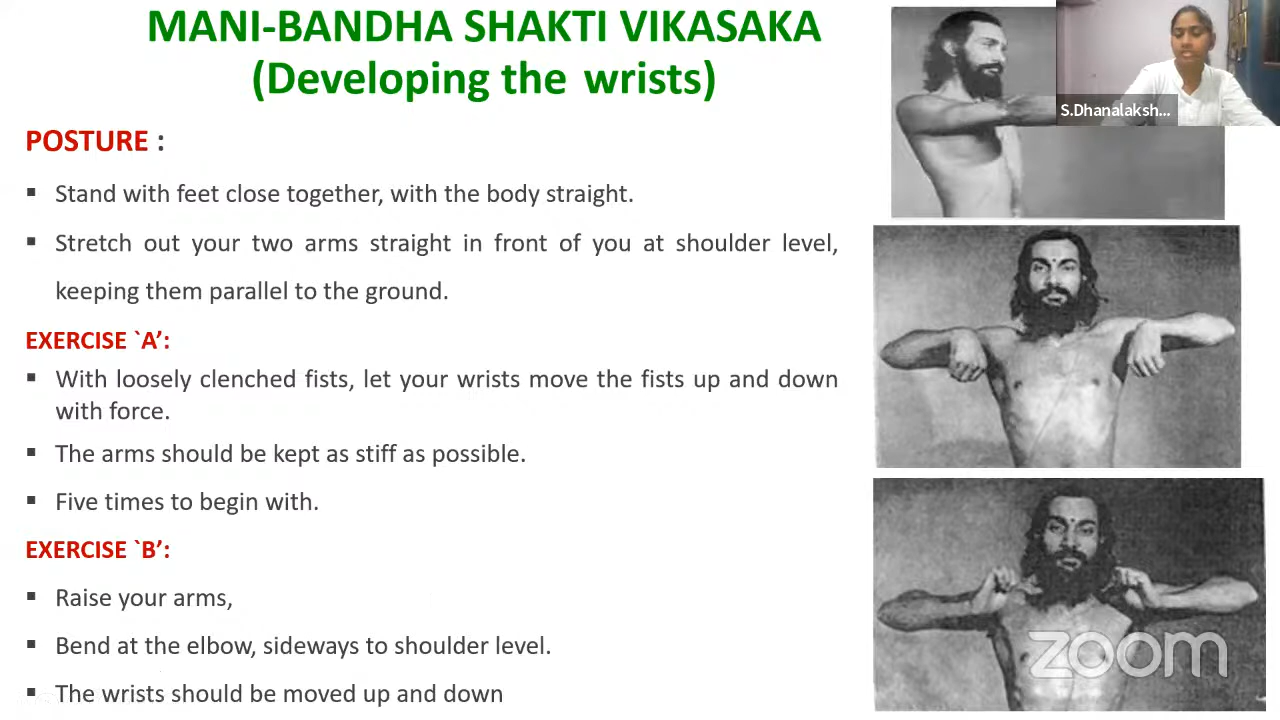 MANI-BANDHA SHAKTI VIKASAKA
(Developing the wrists)
POSTURE :
▪ Stand with feet close together, with the body straight.
▪ Stretch out your two arms straight in front of you at shoulder level,
keeping them parallel to the ground.
EXERCISE `A’:
▪ With loosely clenched fists, let your wrists move the fists up and down
with force.
▪ The arms should be kept as stiff as possible.
▪ Five times to begin with.
EXERCISE `B’:
▪ Raise your arms,
▪ Bend at the elbow, sideways to shoulder level.
▪ The wrists should be moved up and down
S.Dhanalaksh...
zoom